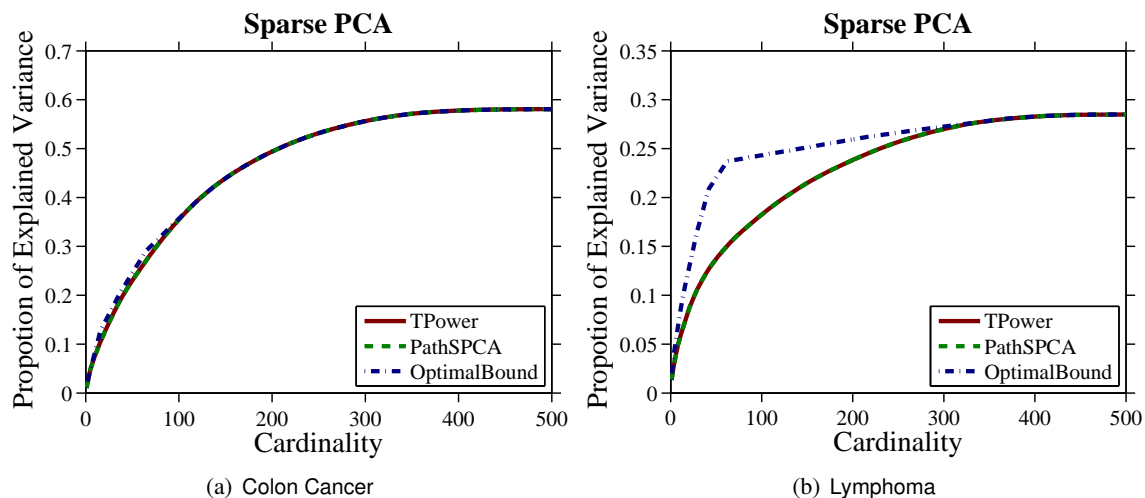 Sparse PCA
Propotion of Explained Variance
0.7
0.6
0.5
0.4
0.3
0.2
0.1
0
TPower
PathSPCA
OptimalBound
0 100 200 300 400 500
Cardinality
(a) Colon Cancer
Sparse PCA
Propotion of Explained Variance
0.35
0.3
0.25
0.2
0.15
0.1
0.05
0
TPower
PathSPCA
OptimalBound
0 100 200 300 400 500
Cardinality
(b) Lymphoma